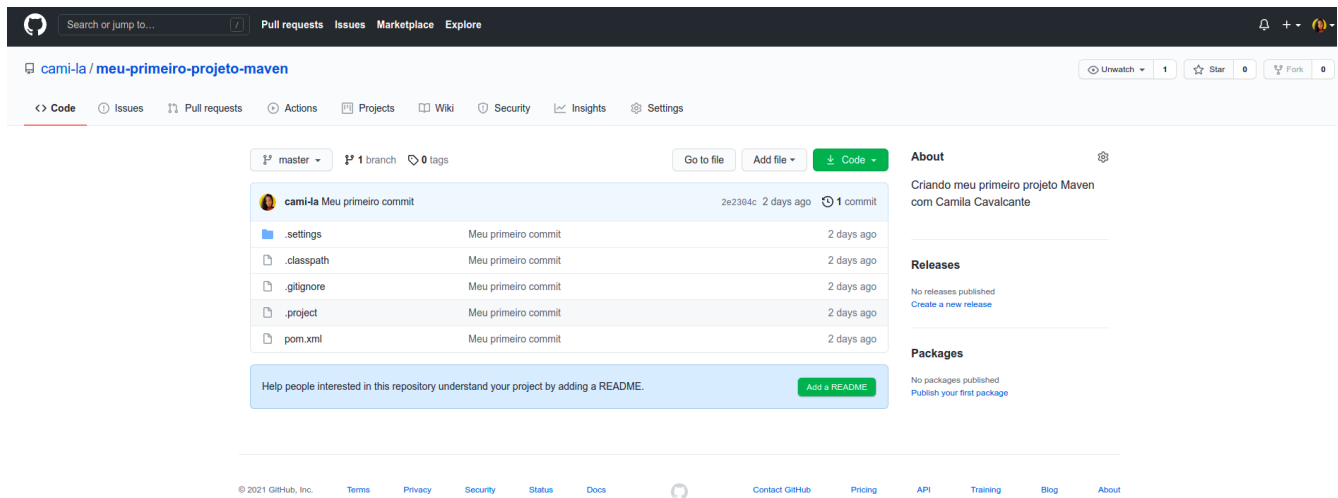 Search or jump to... / Pull requests Issues Marketplace Explore
cami-la / meu-primeiro-projeto-maven Unwatch 1 Star 0 Fork 0
Code Issues Pull requests Actions Projects Wiki Security Insights Settings
master 1 branch 0 tags Go to file Add file Code
cami-la Meu primeiro commit 2e2304c 2 days ago 1 commit
.settings Meu primeiro commit 2 days ago
.classpath Meu primeiro commit 2 days ago
.gitignore Meu primeiro commit 2 days ago
.project Meu primeiro commit 2 days ago
pom.xml Meu primeiro commit 2 days ago
Help people interested in this repository understand your project by adding a README. Add a README
About
Criando meu primeiro projeto Maven
com Camila Cavalcante
Releases
No releases published
Create a new release
Packages
No packages published
Publish your first package
© 2021 GitHub, Inc. Terms Privacy Security Status Docs Contact GitHub Pricing API Training Blog About